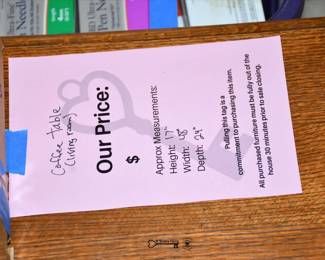 Coffee Table
(living room)
Our Price:
$
Approx Measurements:
Height: 17"
Width: 48"
Depth: 24"
Pulling this tag is a
commitment to purchasing this item.
All purchased furniture must be fully out of the
house 30 minutes prior to sale closing.
Needl
Pen N